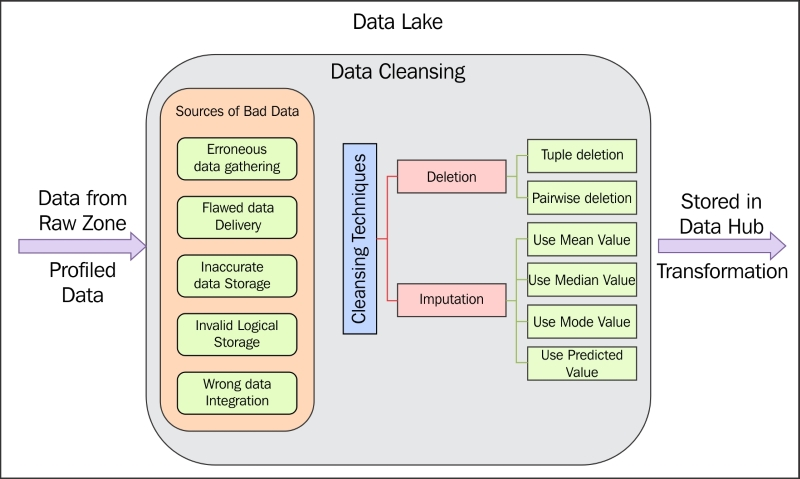 Data Lake
Data Cleansing
Data from
Raw Zone
Profiled
Data
Sources of Bad Data
Erroneous
data gathering
Flawed data
Delivery
Inaccurate
data Storage
Invalid Logical
Storage
Wrong data
Integration
Cleansing Techniques
Deletion
Tuple deletion
Pairwise deletion
Imputation
Use Mean Value
Use Median Value
Use Mode Value
Use Predicted
Value
Stored in
Data Hub
Transformation